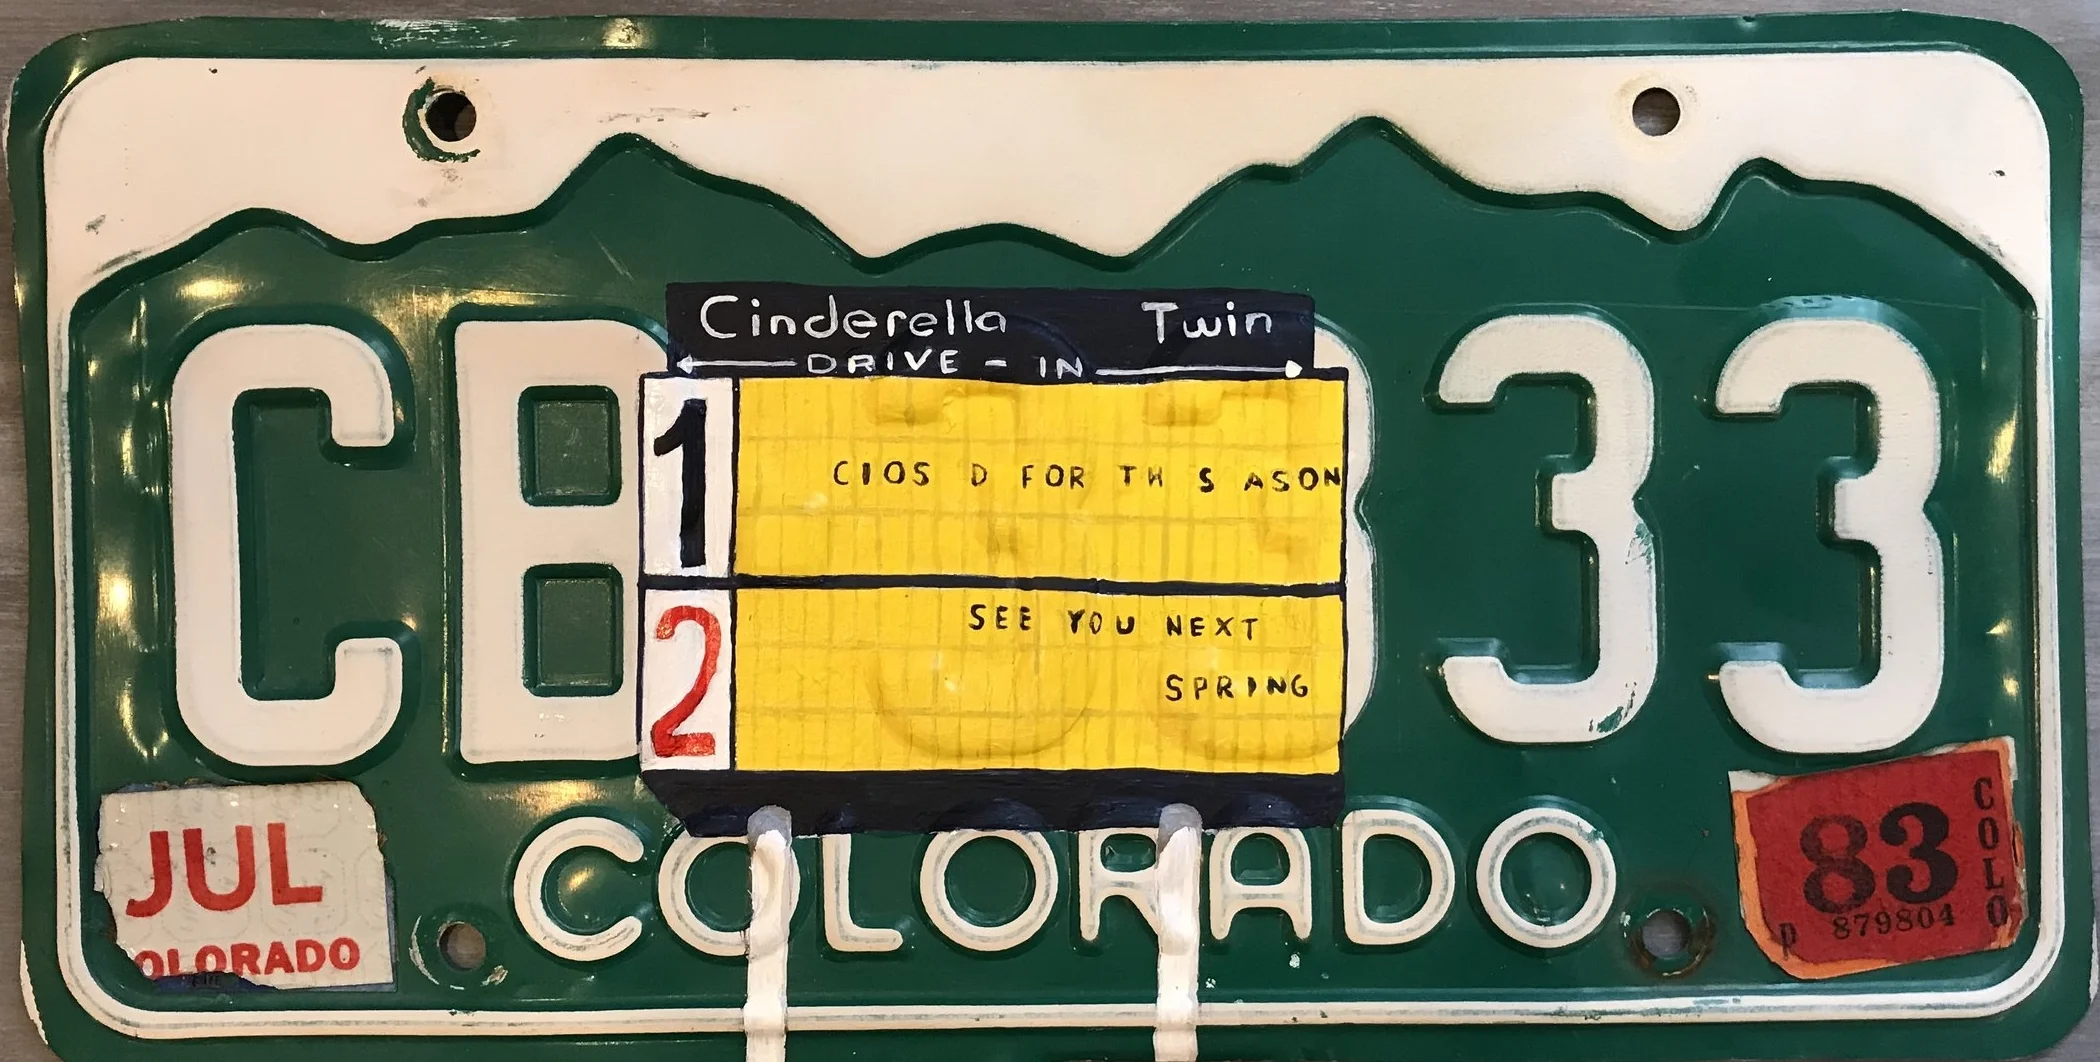 Cinderella Twin
DRIVE - IN
1
CIOS D FOR TH S ASON
2
SEE YOU NEXT
SPRING
CB 33
JUL
OLORADO
COLORADO
83
COLO
P 879804